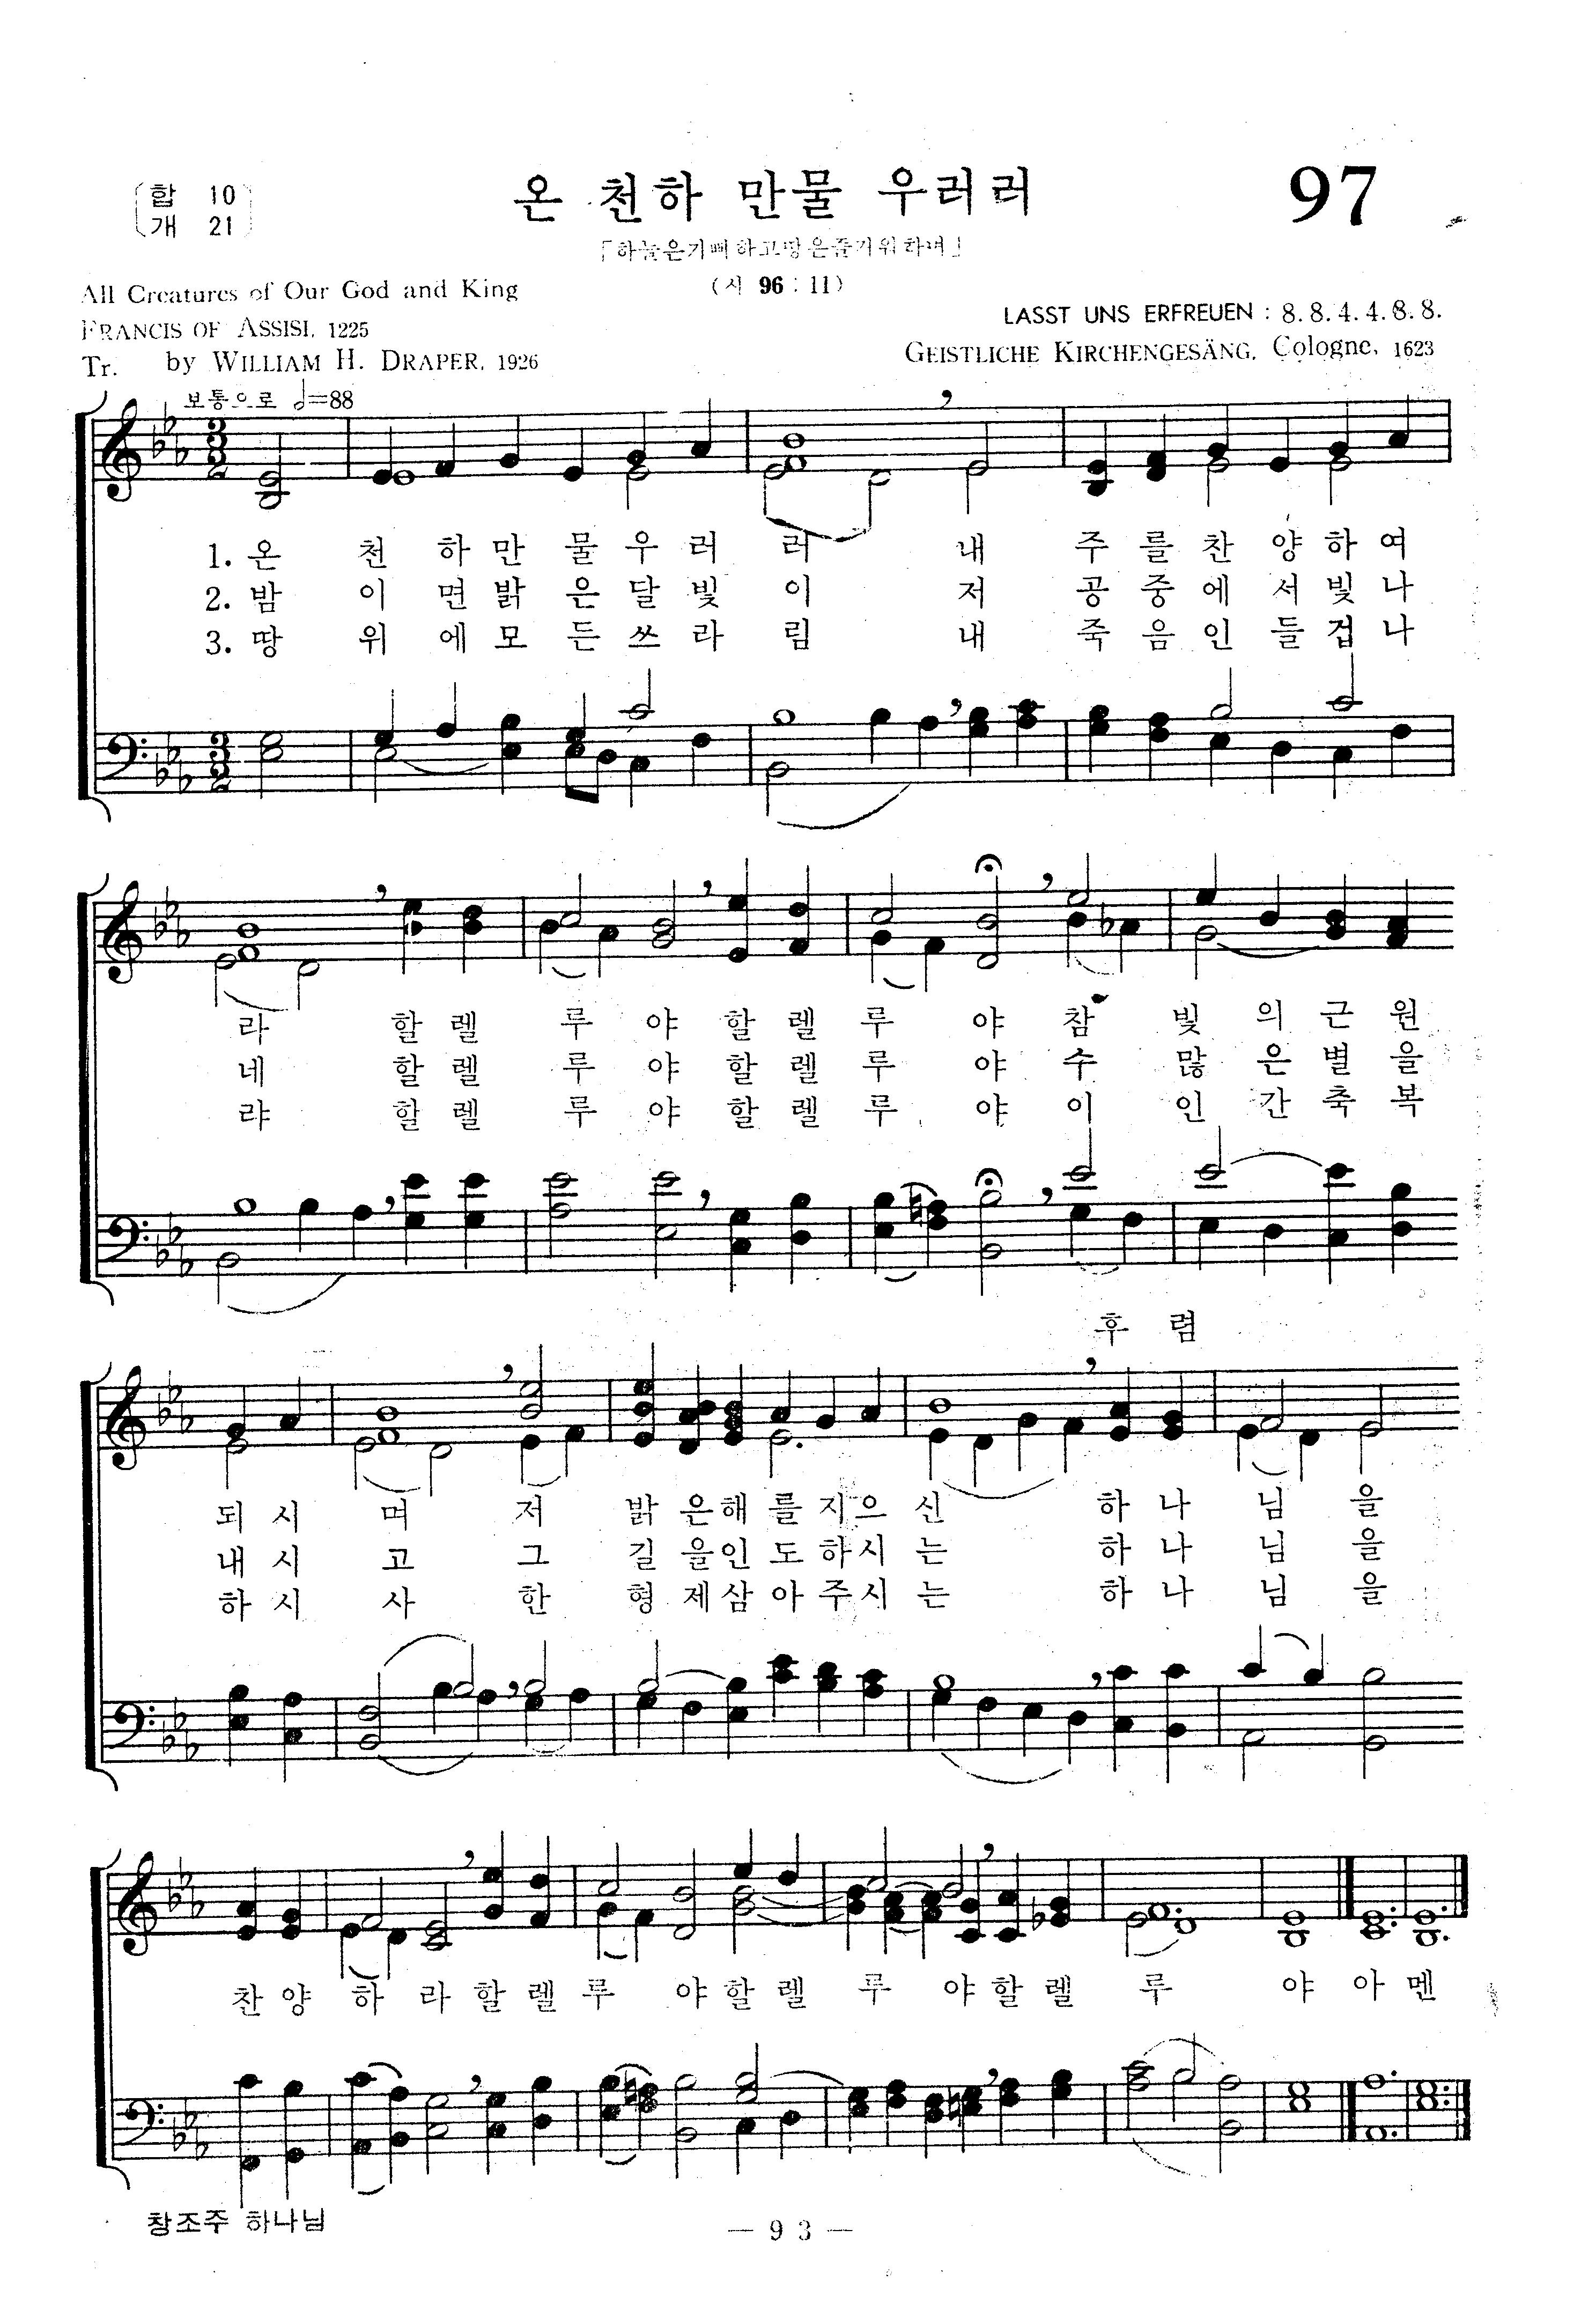 (합 10)
(개 21)
온 천하 만물 우러러
97
「하늘은기뻐하고땅은즐거워하며」
(시 96 : 11)
All Creatures of Our God and King
FRANCIS OF ASSISI, 1225
Tr. by WILLIAM H. DRAPER, 1926
LASST UNS ERFREUEN : 8. 8. 4. 4. 8. 8.
GEISTLICHE KIRCHENGESÄNG, Cologne, 1623
보통으로 =88
1. 온 천 하 만 물 우 러 러 내 주 를 찬 양 하 여
2. 밤 이 면 밝 은 달 빛 이 저 공 중 에 서 빛 나
3. 땅 위 에 모 든 쓰 라 림 내 죽 음 인 들 겁 나
라 할 렐 루 야 할 렐 루 야 참 빛 의 근 원
네 할 렐 루 야 할 렐 루 야 수 많 은 별 을
랴 할 렐 루 야 할 렐 루 야 이 인 간 축 복
후 렴
되 시 며 저 밝 은 해 를 지 으 신 하 나 님 을
내 시 고 그 길 을 인 도 하 시 는 하 나 님 을
하 시 사 한 형 제 삼 아 주 시 는 하 나 님 을
찬 양 하 라 할 렐 루 야 할 렐 루 야 할 렐 루 야 아 멘
창조주 하나님
— 9 3 —